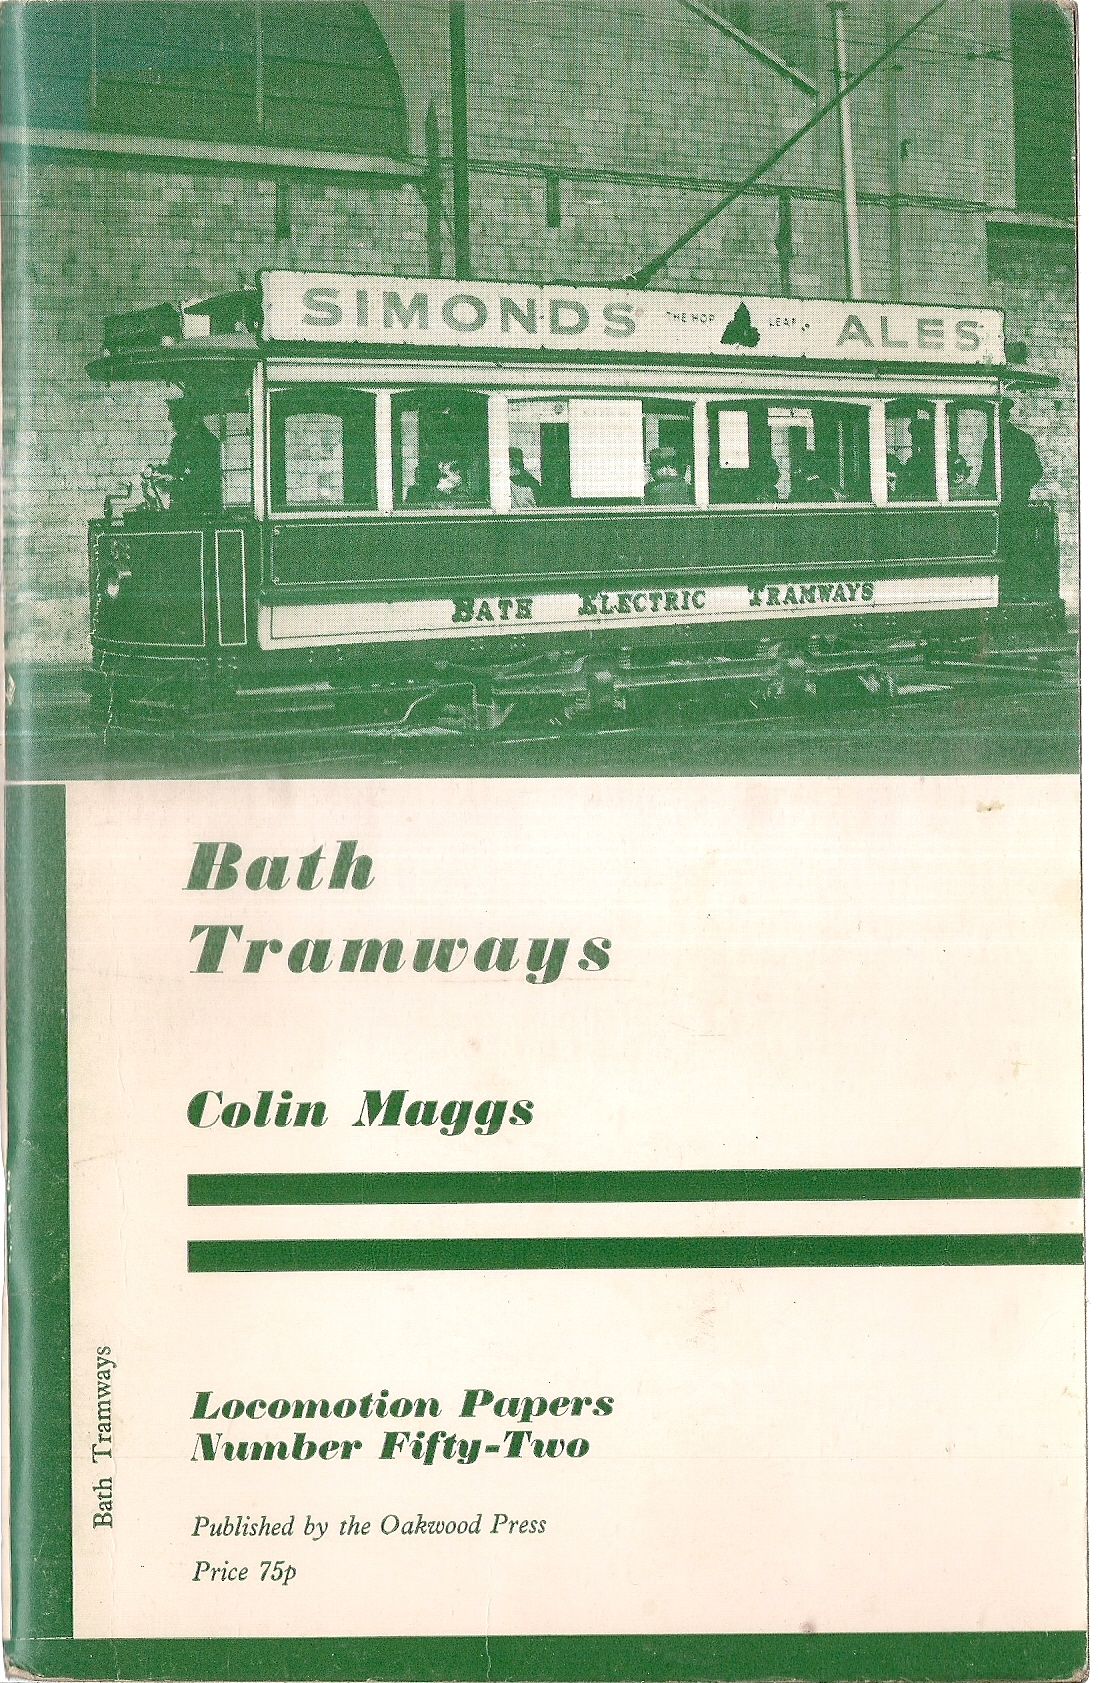 SIMONDS THE HOP LEAF ALES
BATH ELECTRIC TRAMWAYS
Bath
Tramways
Colin Maggs
Locomotion Papers
Number Fifty-Two
Published by the Oakwood Press
Price 75p
Bath Tramways